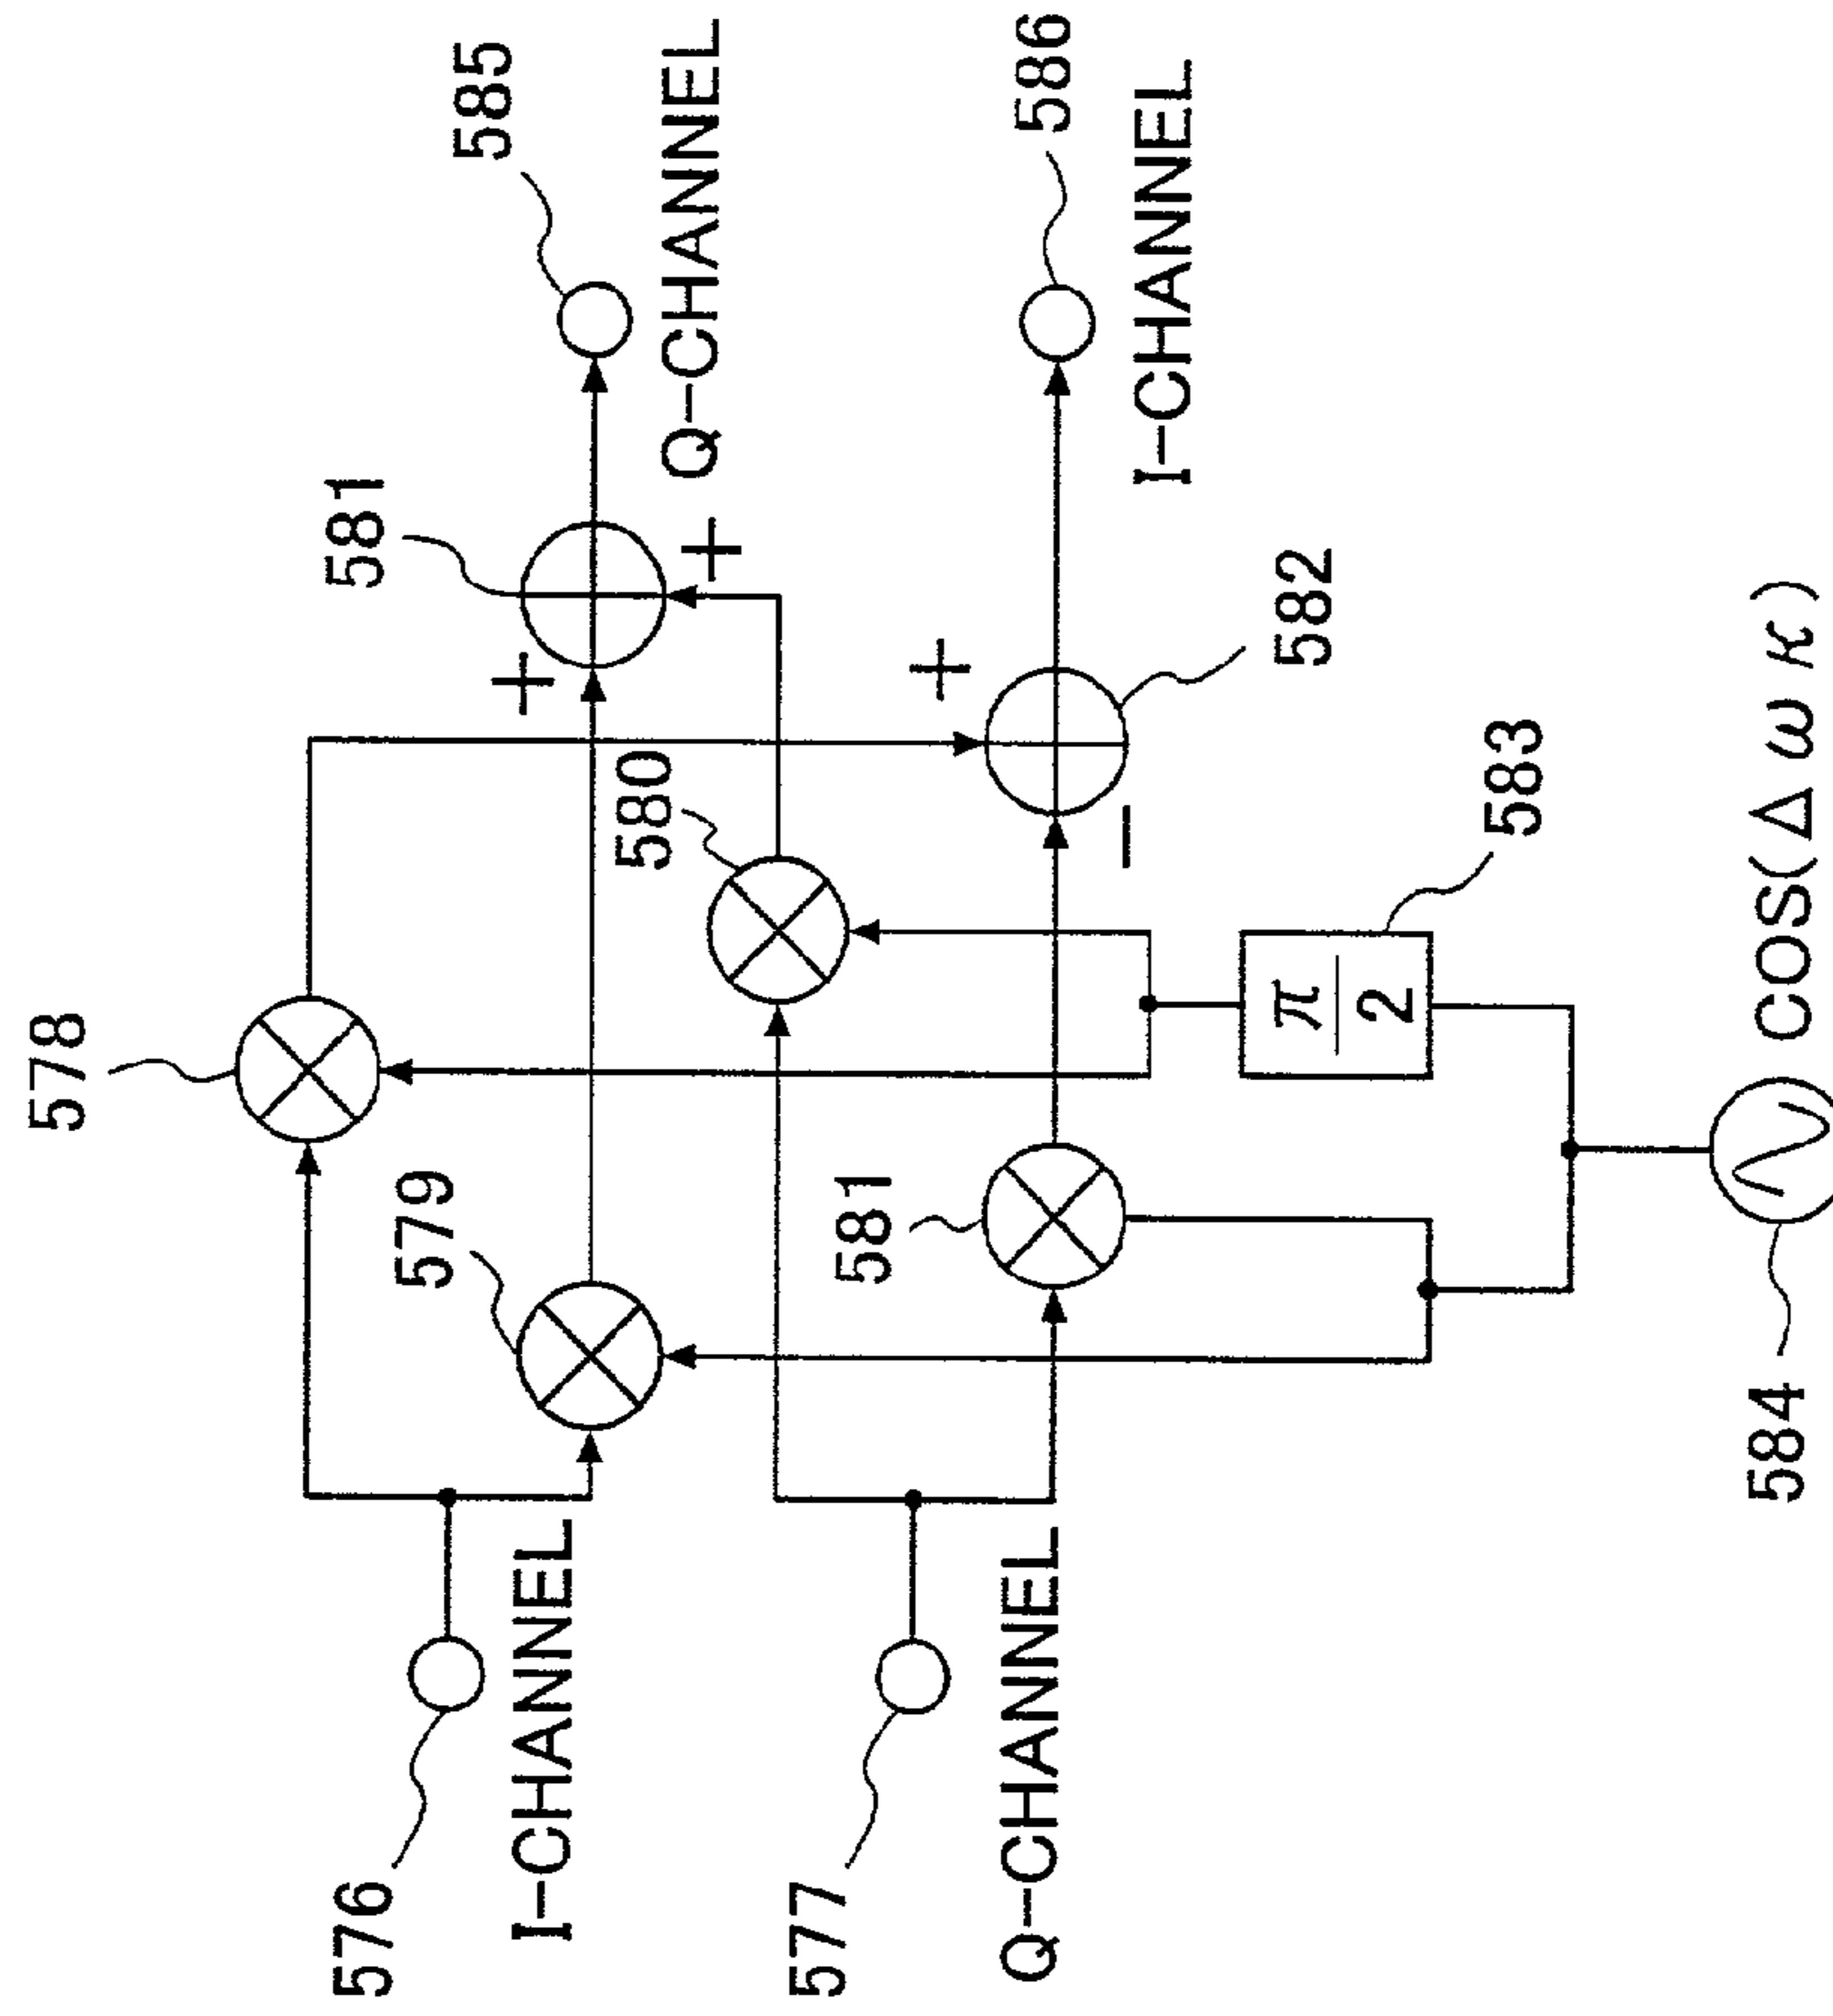 578
585
581
Q-CHANNEL
+
+
576
I-CHANNEL
579
580
577
Q-CHANNEL
581
+
−
586
I-CHANNEL
582
π
2
583
584
COS(Δωκ)